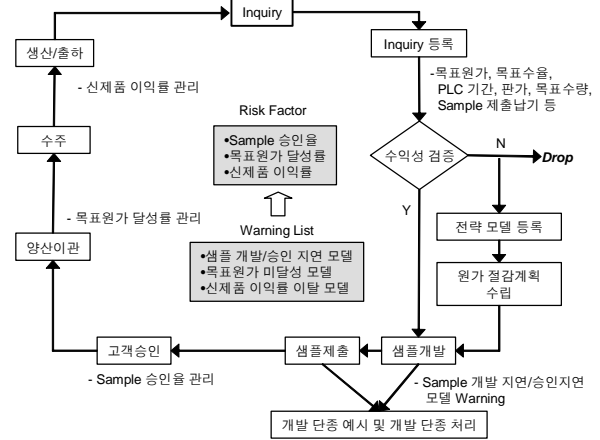 Inquiry
Inquiry 등록
-목표원가, 목표수율,
PLC 기간, 판가, 목표수량,
Sample 제출납기 등
생산/출하
- 신제품 이익률 관리
Risk Factor
•Sample 승인율
•목표원가 달성률
•신제품 이익률
수익성 검증
N
Drop
Y
수주
- 목표원가 달성률 관리
Warning List
•샘플 개발/승인 지연 모델
•목표원가 미달성 모델
•신제품 이익률 이탈 모델
전략 모델 등록
원가 절감계획
수립
양산이관
고객승인
샘플제출
샘플개발
- Sample 승인율 관리
- Sample 개발 지연/승인지연
모델 Warning
개발 단종 예시 및 개발 단종 처리